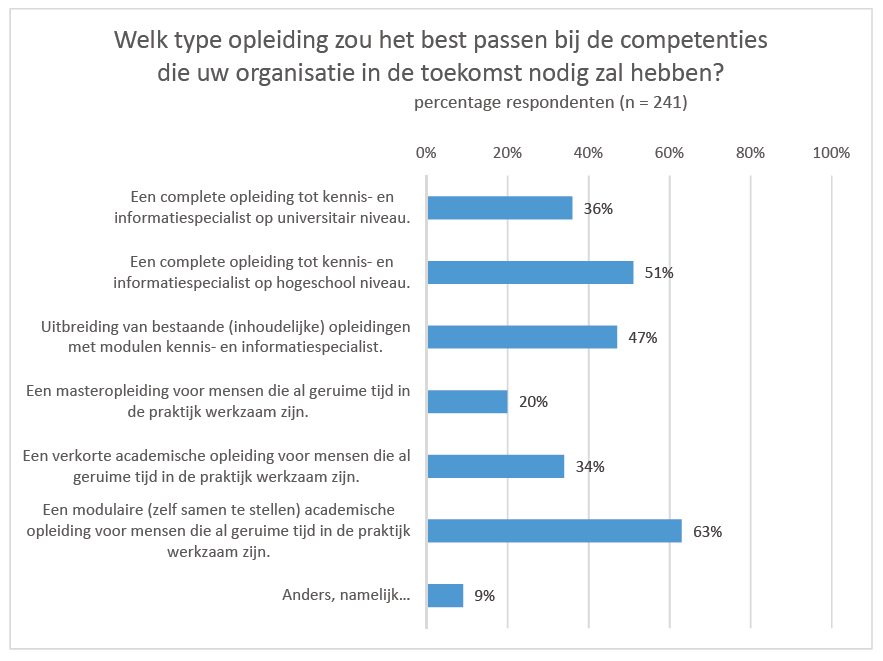 Welk type opleiding zou het best passen bij de competenties
die uw organisatie in de toekomst nodig zal hebben?
percentage respondenten (n = 241)
0% 20% 40% 60% 80% 100%
Een complete opleiding tot kennis- en
informatiespecialist op universitair niveau.
36%
Een complete opleiding tot kennis- en
informatiespecialist op hogeschool niveau.
51%
Uitbreiding van bestaande (inhoudelijke) opleidingen
met modulen kennis- en informatiespecialist.
47%
Een masteropleiding voor mensen die al geruime tijd in
de praktijk werkzaam zijn.
20%
Een verkorte academische opleiding voor mensen die al
geruime tijd in de praktijk werkzaam zijn.
34%
Een modulaire (zelf samen te stellen) academische
opleiding voor mensen die al geruime tijd in de praktijk
werkzaam zijn.
63%
Anders, namelijk…
9%